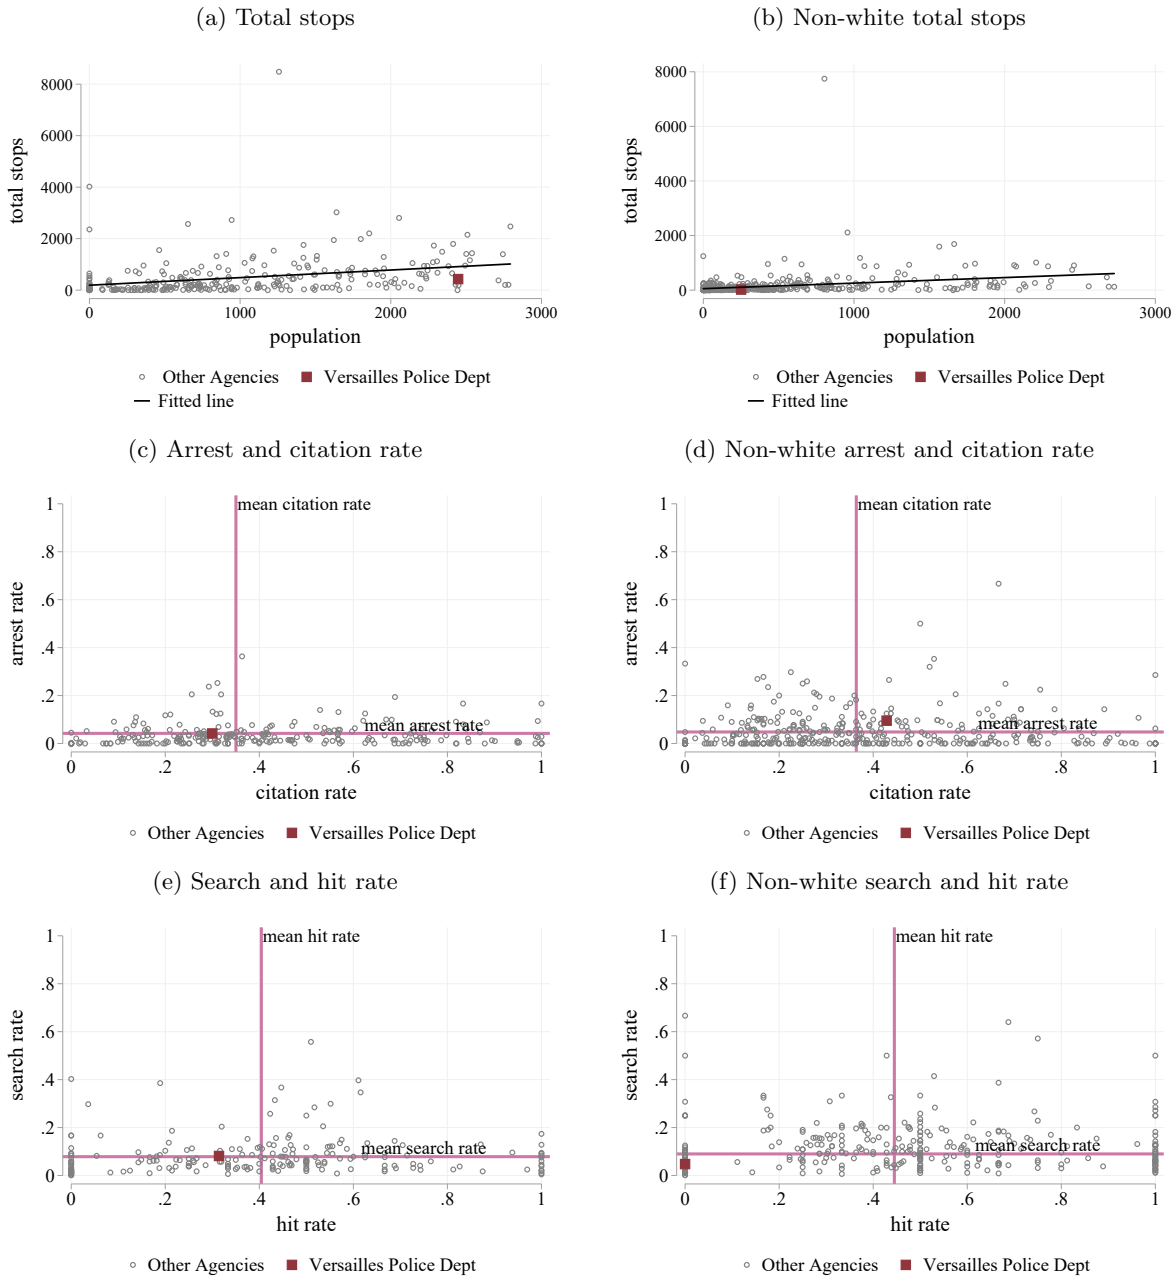 (a) Total stops
(b) Non-white total stops
total stops
8000
6000
4000
2000
0
0 1000 2000 3000
population
Other Agencies Versailles Police Dept
Fitted line
total stops
8000
6000
4000
2000
0
0 1000 2000 3000
population
Other Agencies Versailles Police Dept
Fitted line
(c) Arrest and citation rate
(d) Non-white arrest and citation rate
arrest rate
1
.8
.6
.4
.2
0
mean citation rate
mean arrest rate
0 .2 .4 .6 .8 1
citation rate
Other Agencies Versailles Police Dept
arrest rate
1
.8
.6
.4
.2
0
mean citation rate
mean arrest rate
0 .2 .4 .6 .8 1
citation rate
Other Agencies Versailles Police Dept
(e) Search and hit rate
(f) Non-white search and hit rate
search rate
1
.8
.6
.4
.2
0
mean hit rate
mean search rate
0 .2 .4 .6 .8 1
hit rate
Other Agencies Versailles Police Dept
search rate
1
.8
.6
.4
.2
0
mean hit rate
mean search rate
0 .2 .4 .6 .8 1
hit rate
Other Agencies Versailles Police Dept